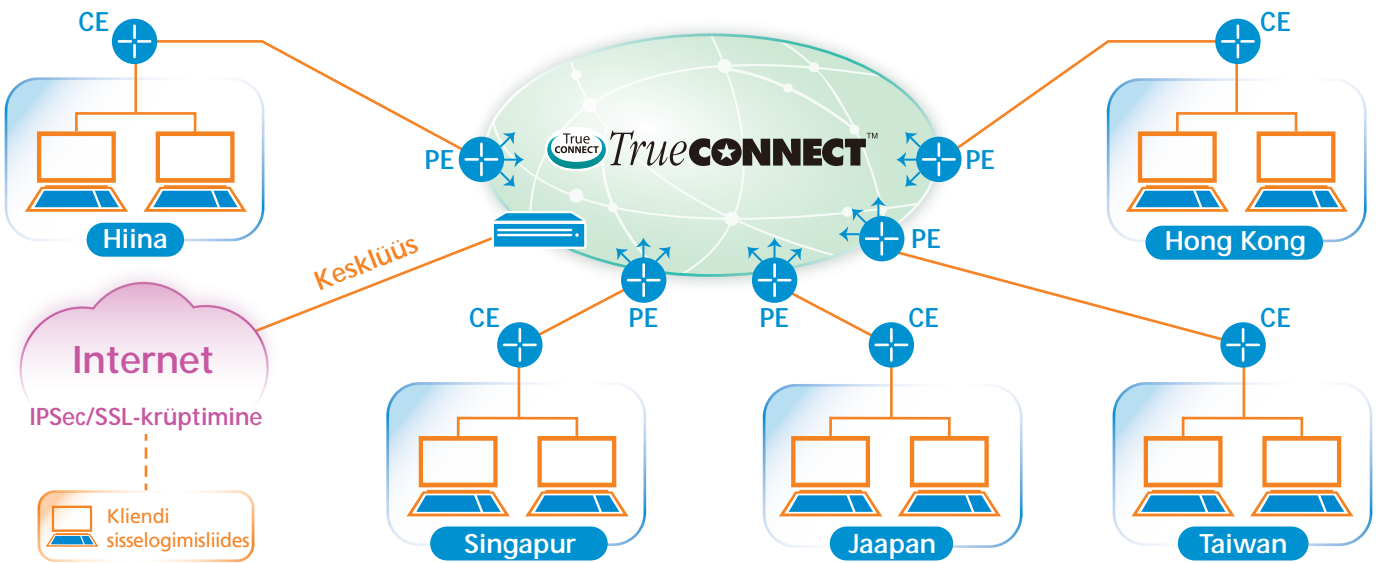 CE
CE
True
CONNECT
TrueCONNECT™
PE
PE
Hiina
PE
Hong Kong
Kesklüüs
CE
PE
PE
CE
CE
Internet
IPSec/SSL-krüptimine
Kliendi
sisselogimisliides
Singapur
Jaapan
Taiwan